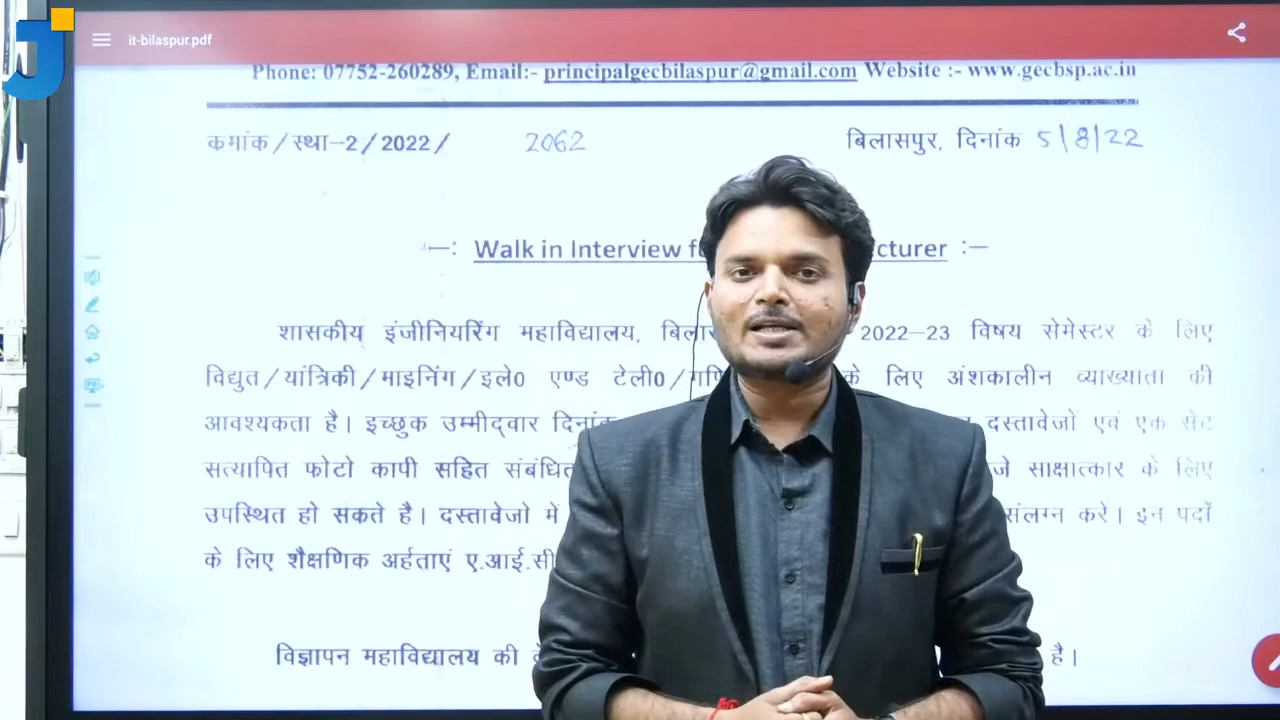 it-bilaspur.pdf
Phone: 07752-260289, Email:- principalgecbilaspur@gmail.com Website :- www.gecbsp.ac.in
कमांक/स्था–2/2022/ 2062 बिलासपुर, दिनांक 5|8|22
–: Walk in Interview :–
शासकीय इंजीनियरिंग महाविद्यालय, 2022–23 विषय सेमेस्टर के लिए
विद्युत/यांत्रिकी/माइनिंग/इले0 एण्ड टेली0/ के लिए अंशकालीन व्याख्याता की
आवश्यकता है। इच्छुक उम्मीद्वार दस्तावेजों एवं एक सेट
सत्यापित फोटो कापी सहित साक्षात्कार के लिए
उपस्थित हो सकते है। दस्तावेजो में संलग्न करें। इन पदों
के लिए शैक्षणिक अर्हताएं
विज्ञापन महाविद्यालय की है।